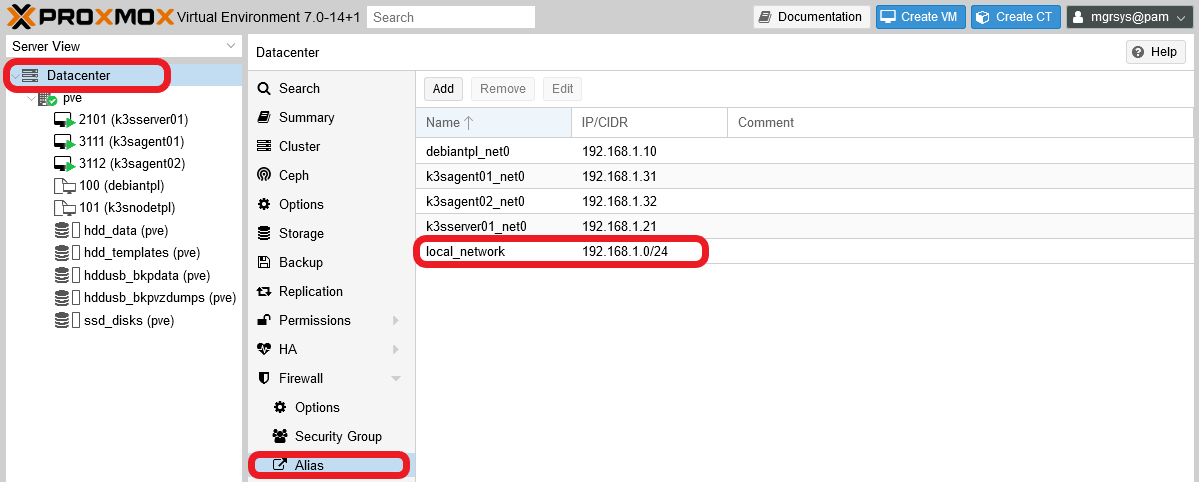 PROXMOX Virtual Environment 7.0-14+1 Search Documentation Create VM Create CT mgrsys@pam
Server View
Datacenter
pve
2101 (k3sserver01)
3111 (k3sagent01)
3112 (k3sagent02)
100 (debiantpl)
101 (k3snodetpl)
hdd_data (pve)
hdd_templates (pve)
hddusb_bkpdata (pve)
hddusb_bkpvzdumps (pve)
ssd_disks (pve)
Datacenter Help
Search
Summary
Cluster
Ceph
Options
Storage
Backup
Replication
Permissions
HA
Firewall
Options
Security Group
Alias
Add Remove Edit
Name IP/CIDR Comment
debiantpl_net0 192.168.1.10
k3sagent01_net0 192.168.1.31
k3sagent02_net0 192.168.1.32
k3sserver01_net0 192.168.1.21
local_network 192.168.1.0/24